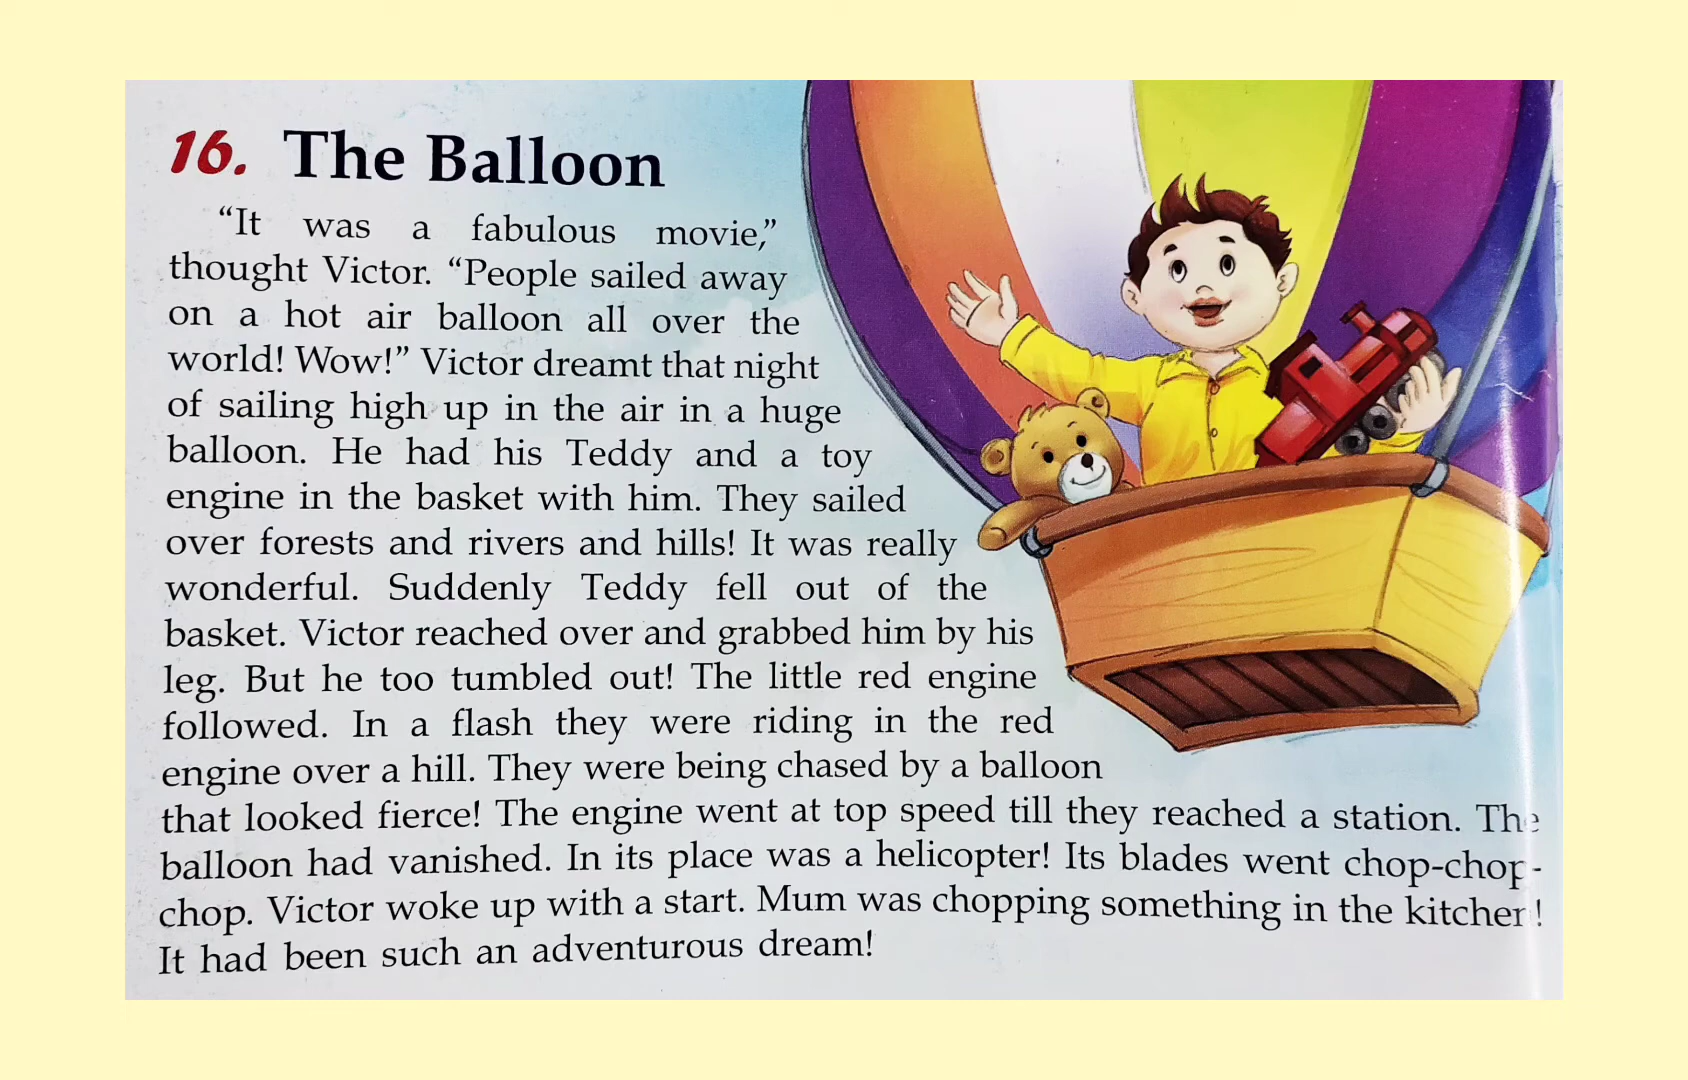 16. The Balloon
“It was a fabulous movie,”
thought Victor. “People sailed away
on a hot air balloon all over the
world! Wow!” Victor dreamt that night
of sailing high up in the air in a huge
balloon. He had his Teddy and a toy
engine in the basket with him. They sailed
over forests and rivers and hills! It was really
wonderful. Suddenly Teddy fell out of the
basket. Victor reached over and grabbed him by his
leg. But he too tumbled out! The little red engine
followed. In a flash they were riding in the red
engine over a hill. They were being chased by a balloon
that looked fierce! The engine went at top speed till they reached a station. The
balloon had vanished. In its place was a helicopter! Its blades went chop-chop-
chop. Victor woke up with a start. Mum was chopping something in the kitchen!
It had been such an adventurous dream!